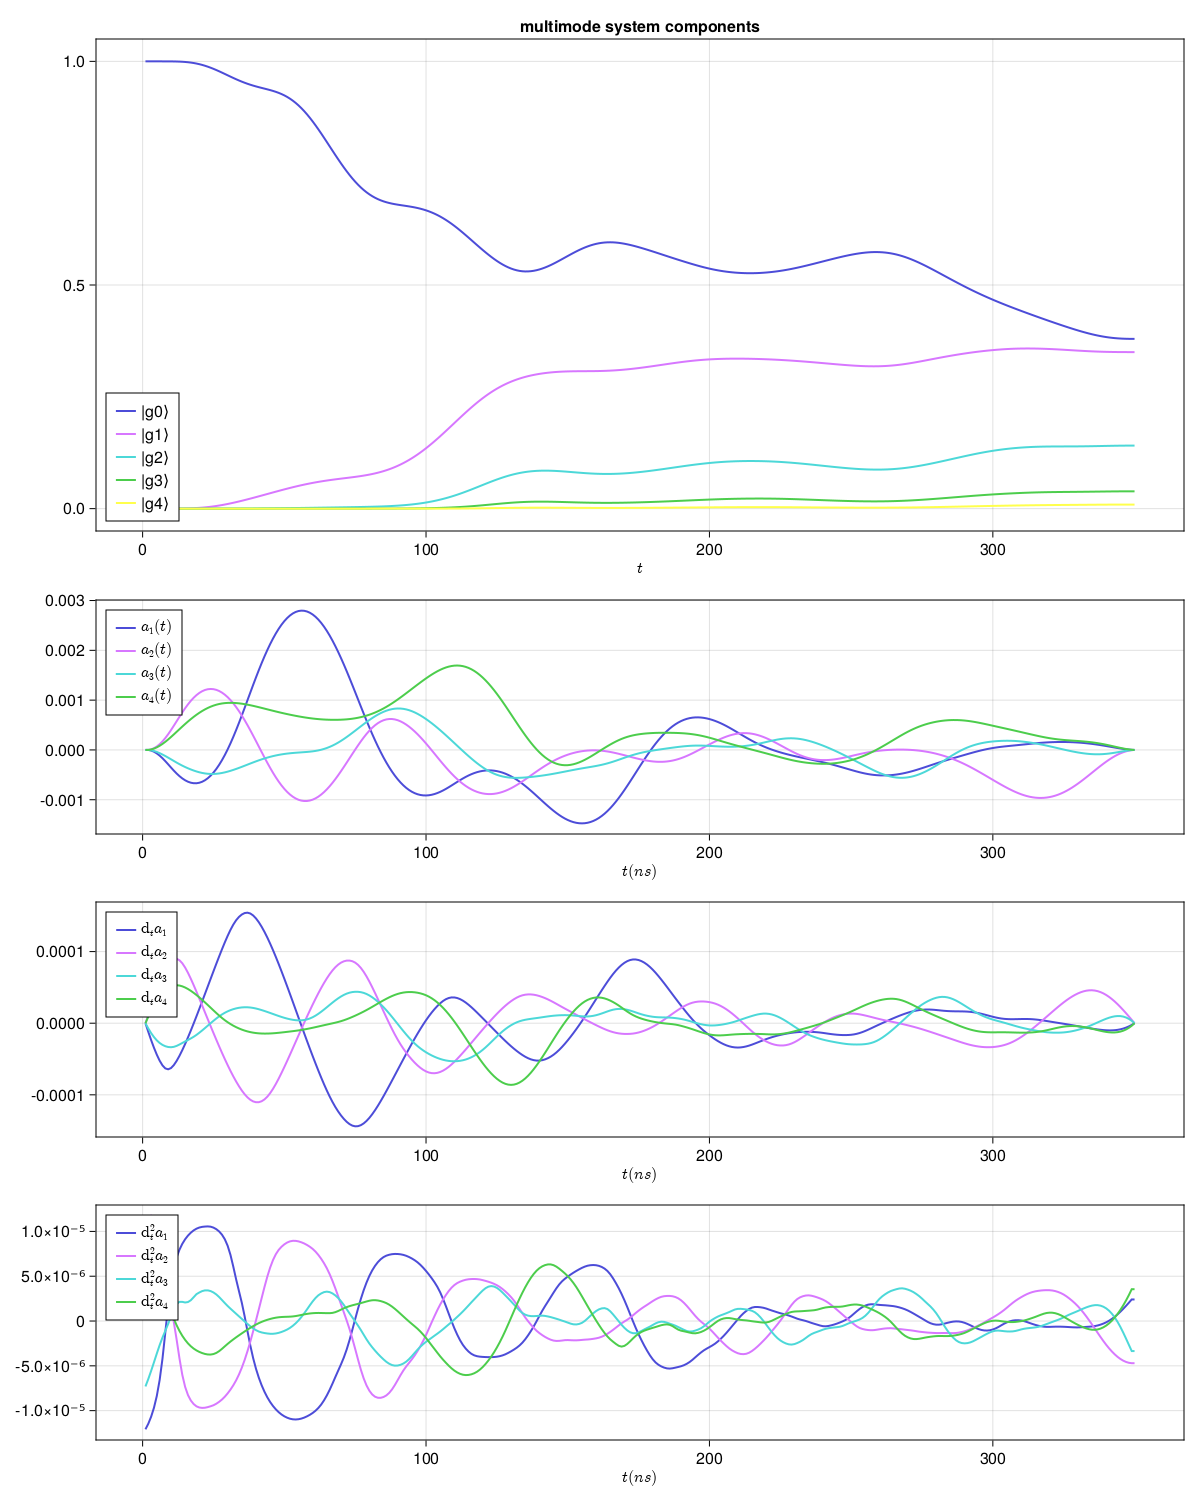 multimode system components
1.0
0.5
0.0
|g0⟩
|g1⟩
|g2⟩
|g3⟩
|g4⟩
0 100 200 300
t
0.003
0.002
0.001
0.000
-0.001
a₁(t)
a₂(t)
a₃(t)
a₄(t)
0 100 200 300
t(ns)
0.0001
0.0000
-0.0001
dₜa₁
dₜa₂
dₜa₃
dₜa₄
0 100 200 300
t(ns)
1.0×10⁻⁵
5.0×10⁻⁶
0
-5.0×10⁻⁶
-1.0×10⁻⁵
d²ₜa₁
d²ₜa₂
d²ₜa₃
d²ₜa₄
0 100 200 300
t(ns)